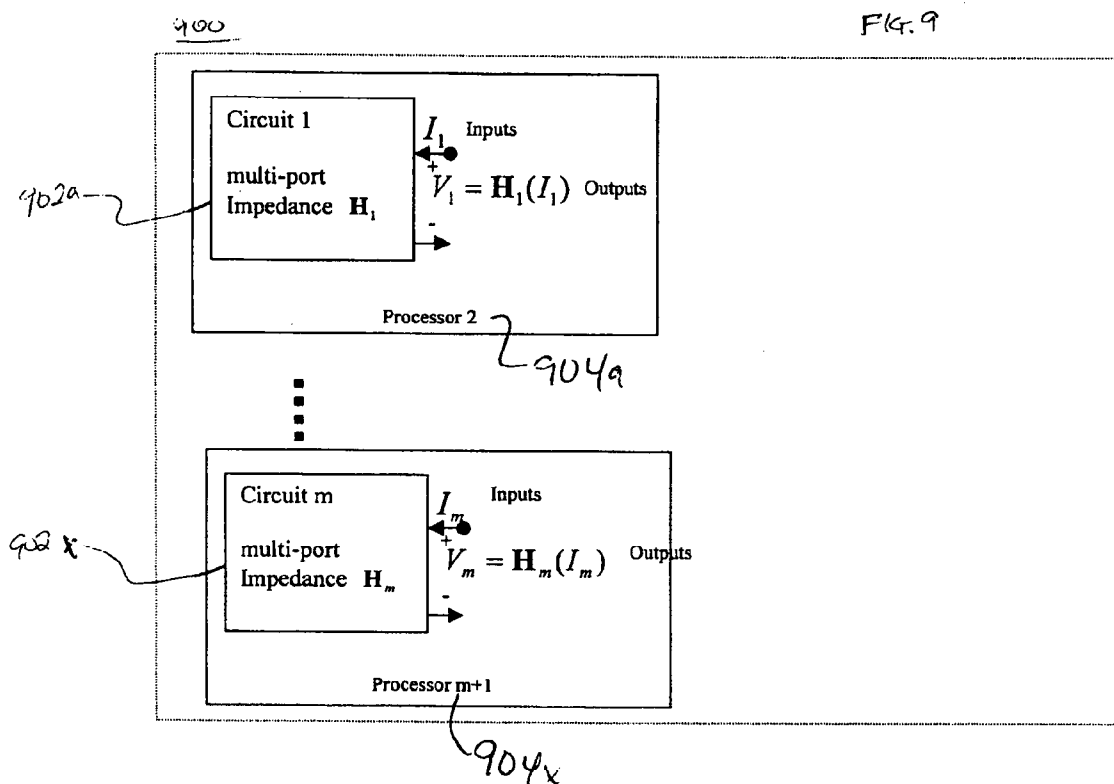 900
FIG. 9
Circuit 1
I₁ Inputs
multi-port
Impedance H₁
+
V₁ = H₁(I₁) Outputs
-
902a
Processor 2
904a
Circuit m
Iₘ Inputs
multi-port
Impedance Hₘ
+
Vₘ = Hₘ(Iₘ) Outputs
-
902x
Processor m+1
904x